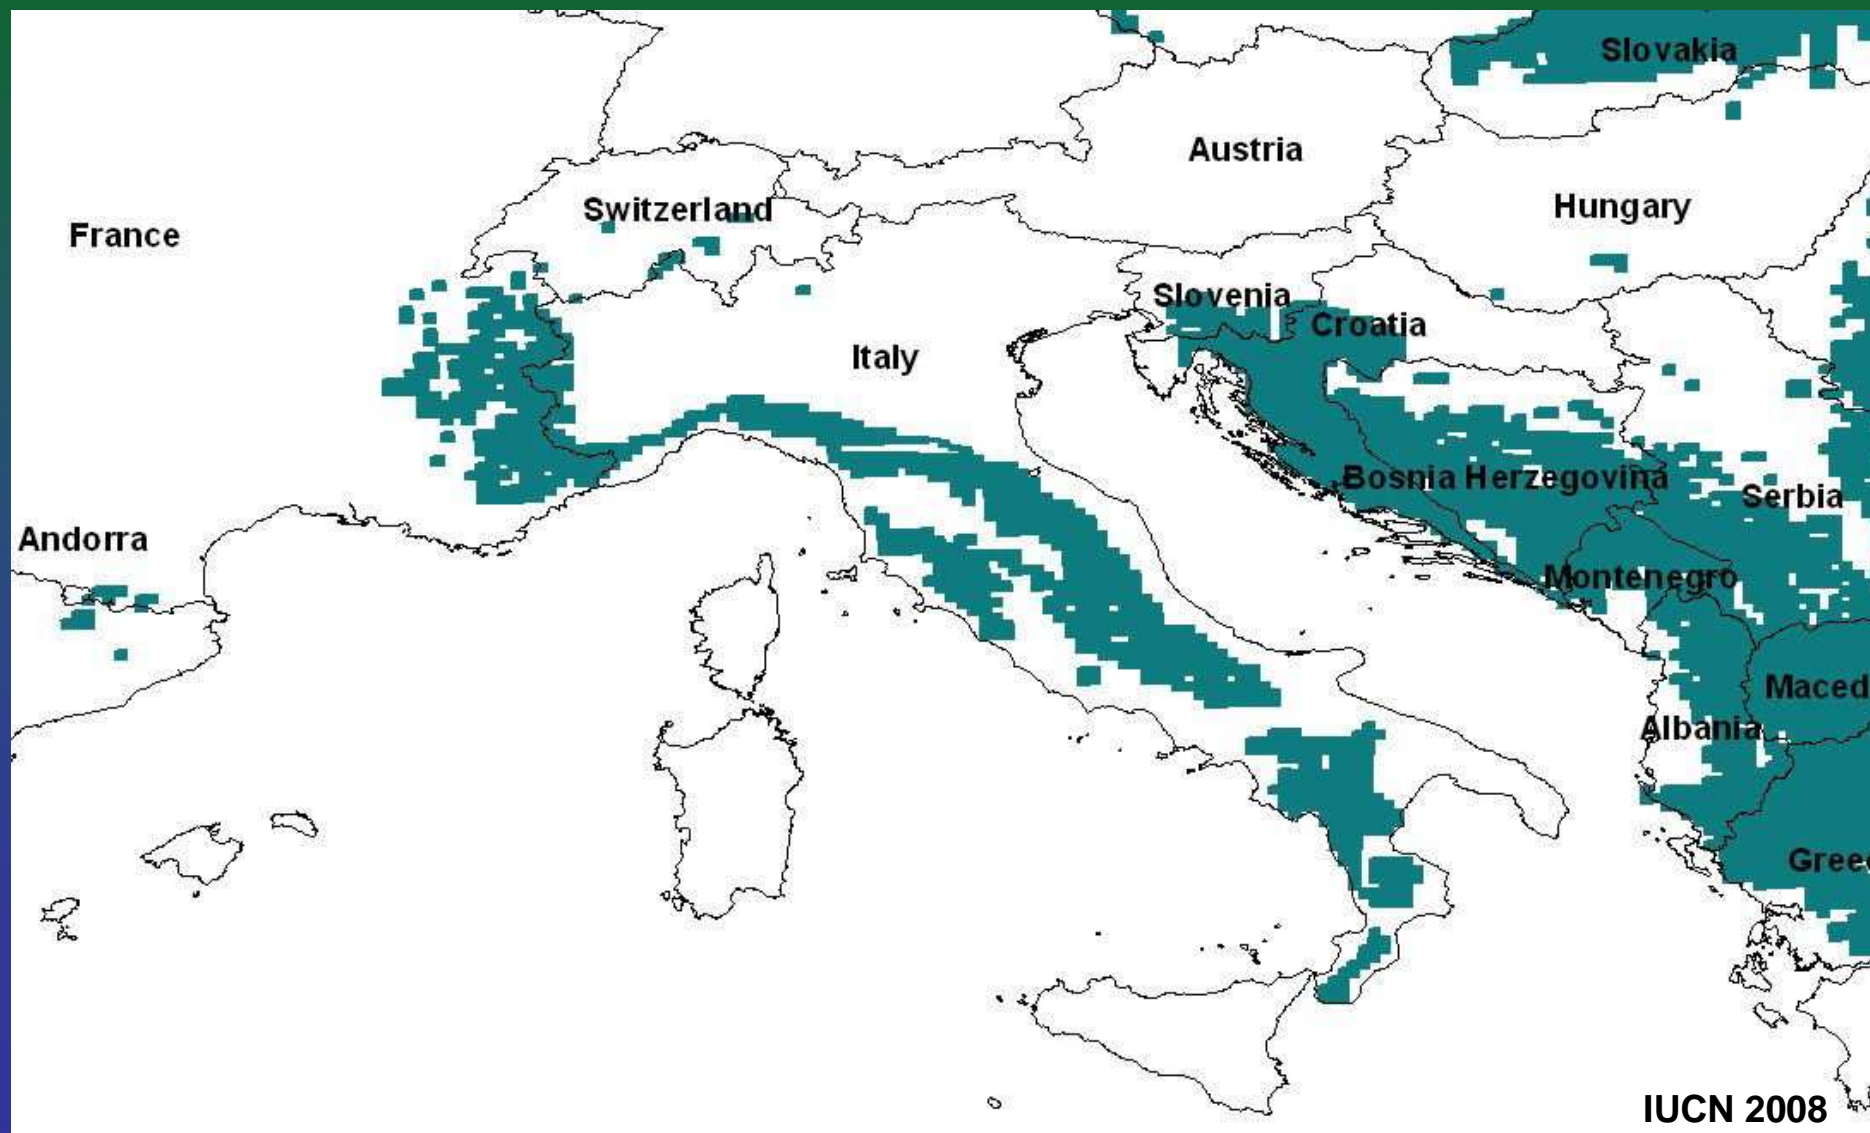 Slovakia
Austria
Switzerland
Hungary
France
Slovenia
Croatia
Italy
Bosnia Herzegovina
Serbia
Andorra
Montenegro
Maced
Albania
Gree
IUCN 2008